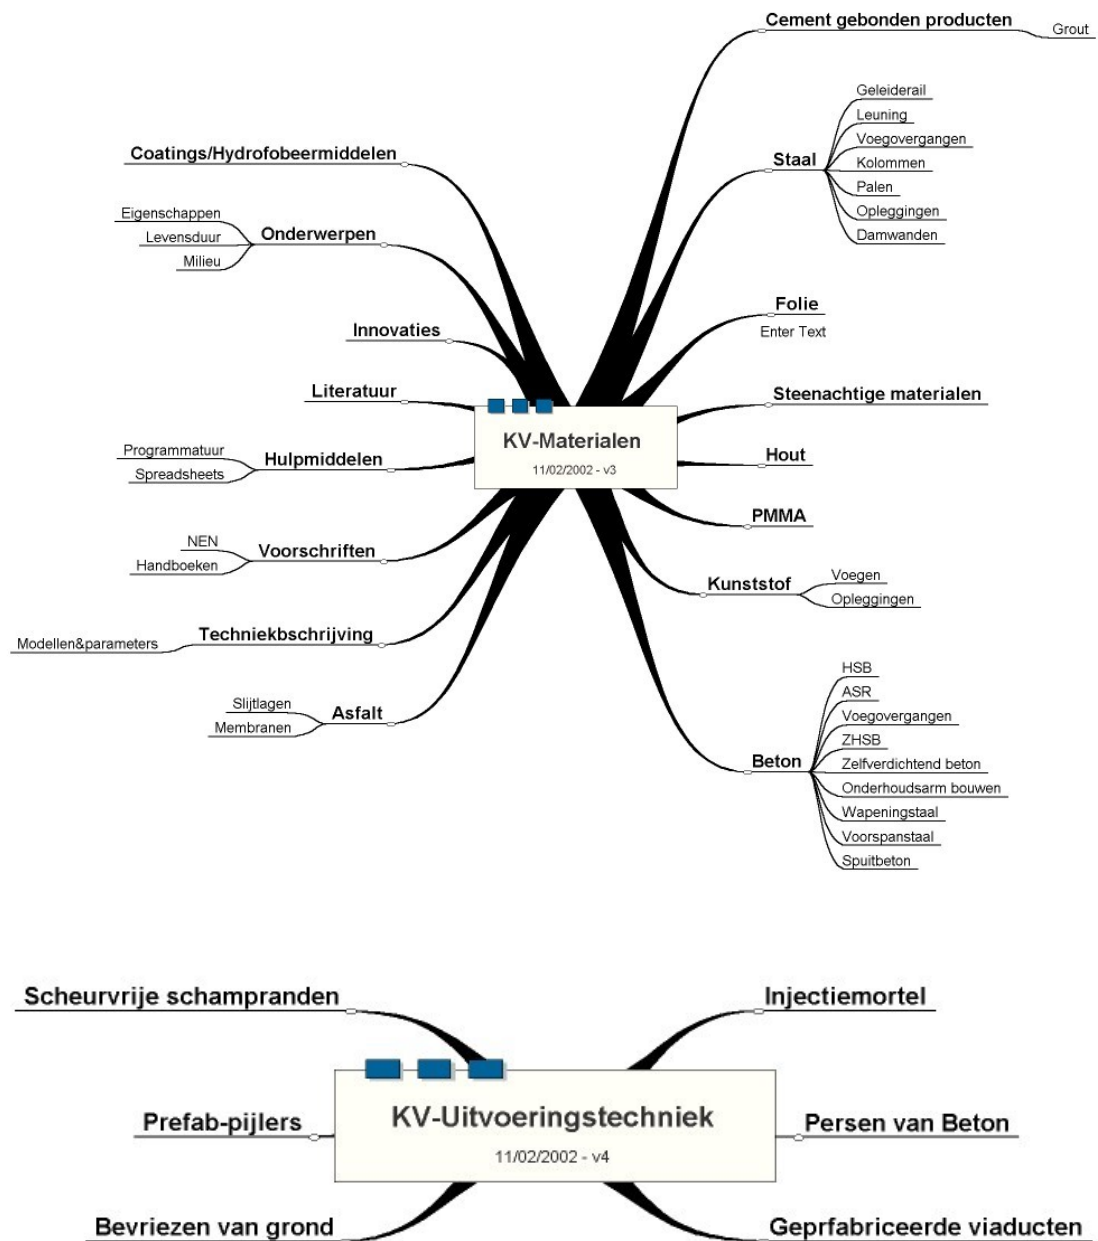 Cement gebonden producten
Grout
Geleiderail
Leuning
Voegovergangen
Staal
Kolommen
Palen
Opleggingen
Damwanden
Folie
Enter Text
Steenachtige materialen
Hout
PMMA
Kunststof
Voegen
Opleggingen
HSB
ASR
Voegovergangen
ZHSB
Beton
Zelfverdichtend beton
Onderhoudsarm bouwen
Wapeningstaal
Voorspanstaal
Spuitbeton
Coatings/Hydrofobeermiddelen
Onderwerpen
Eigenschappen
Levensduur
Milieu
Innovaties
Literatuur
Hulpmiddelen
Programmatuur
Spreadsheets
Voorschriften
NEN
Handboeken
Techniekbschrijving
Modellen&parameters
Asfalt
Slijtlagen
Membranen
KV-Materialen
11/02/2002 - v3
Scheurvrije schampranden
Injectiemortel
KV-Uitvoeringstechniek
11/02/2002 - v4
Prefab-pijlers
Persen van Beton
Bevriezen van grond
Geprfabriceerde viaducten